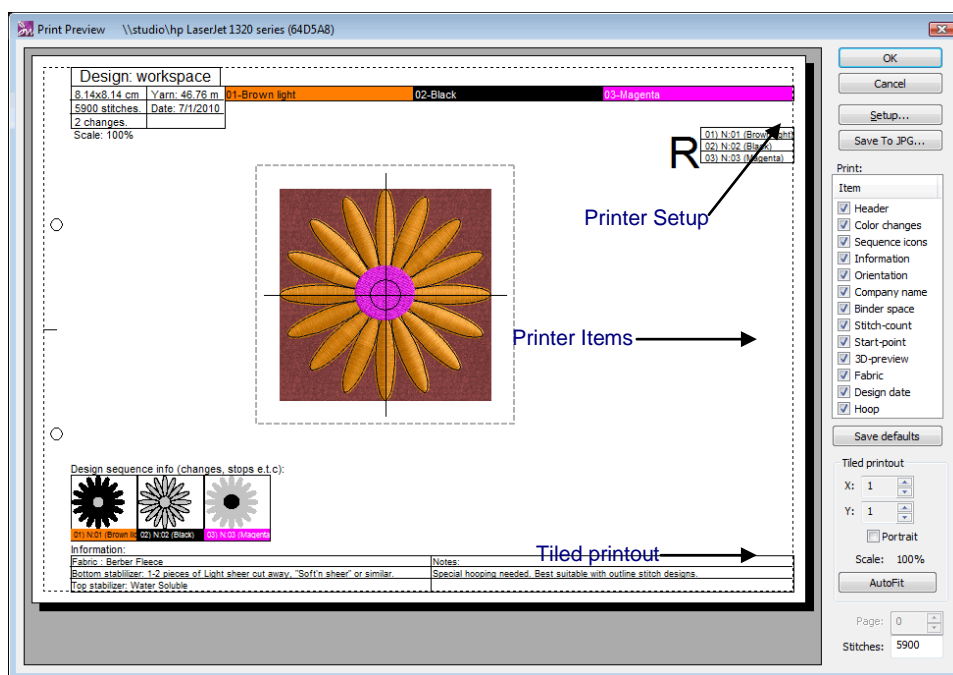 Print Preview \\studio\hp LaserJet 1320 series (64D5A8)
Design: workspace
8.14x8.14 cm Yarn: 46.76 m 01-Brown light 02-Black 03-Magenta
5900 stitches. Date: 7/1/2010
2 changes.
Scale: 100%
R
01) N:01 (Brown light)
02) N:02 (Black)
03) N:03 (Magenta)
Printer Setup
Printer Items
Design sequence info (changes, stops e.t.c):
01) N:01 (Brown lig 02) N:02 (Black) 03) N:03 (Magenta
Tiled printout
Information:
Fabric : Berber Fleece Notes:
Bottom stabililizer: 1-2 pieces of Light sheer cut away, "Soft'n sheer" or similar. Special hooping needed. Best suitable with outline stitch designs.
Top stabilizer: Water Soluble
OK
Cancel
Setup...
Save To JPG...
Print:
Item
Header
Color changes
Sequence icons
Information
Orientation
Company name
Binder space
Stitch-count
Start-point
3D-preview
Fabric
Design date
Hoop
Save defaults
Tiled printout
X: 1
Y: 1
Portrait
Scale: 100%
AutoFit
Page: 0
Stitches: 5900